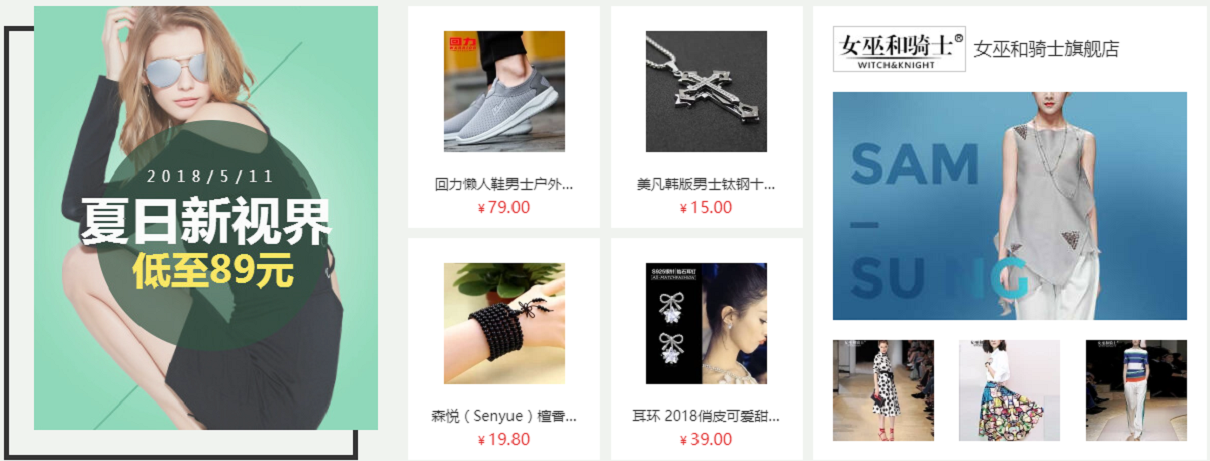 2018/5/11
夏日新视界
低至89元
回力
WARRIOR
回力懒人鞋男士户外...
¥79.00
美凡韩版男士钛钢十...
¥15.00
森悦（Senyue）檀香...
¥19.80
耳环 2018俏皮可爱甜...
¥39.00
女巫和骑士®
WITCH&KNIGHT
女巫和骑士旗舰店
SAM
–
SUNG